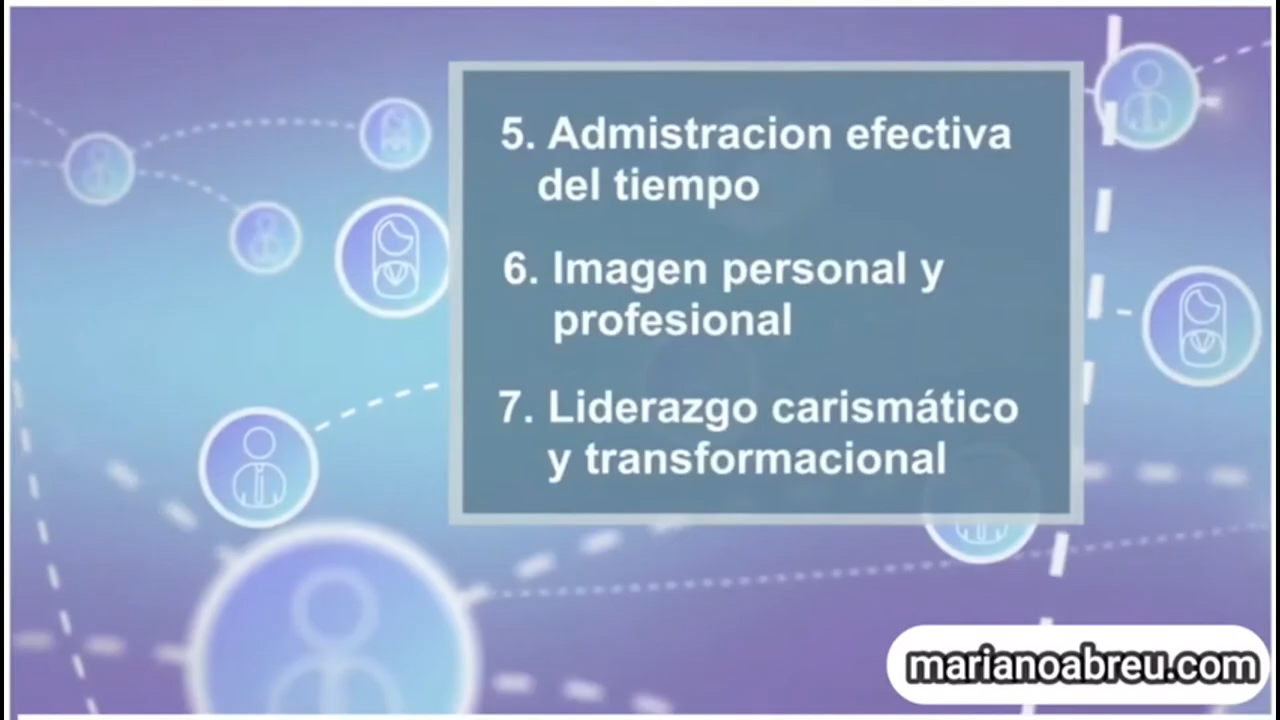 5. Admistracion efectiva
del tiempo
6. Imagen personal y
profesional
7. Liderazgo carismático
y transformacional
marianoabreu.com